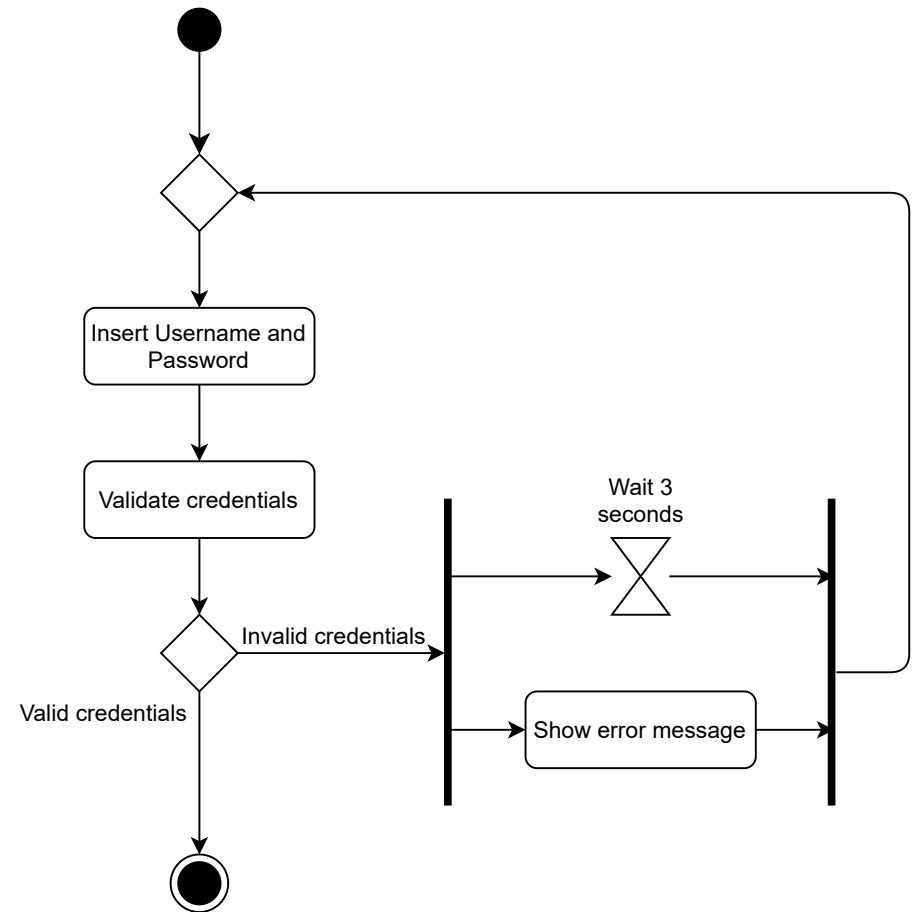 Insert Username and
Password
Validate credentials
Wait 3
seconds
Invalid credentials
Valid credentials
Show error message